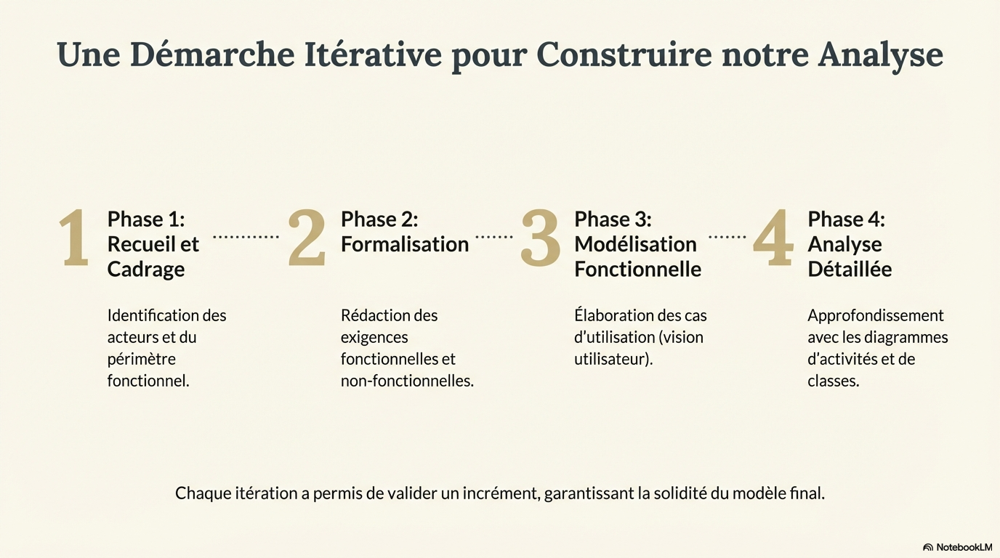 Une Démarche Itérative pour Construire notre Analyse
1
Phase 1:
Recueil et
Cadrage
Identification des
acteurs et du
périmètre
fonctionnel.
2
Phase 2:
Formalisation
Rédaction des
exigences
fonctionnelles et
non-fonctionnelles.
3
Phase 3:
Modélisation
Fonctionnelle
Élaboration des cas
d'utilisation (vision
utilisateur).
4
Phase 4:
Analyse
Détaillée
Approfondissement
avec les diagrammes
d'activités et de
classes.
Chaque itération a permis de valider un incrément, garantissant la solidité du modèle final.
NotebookLM